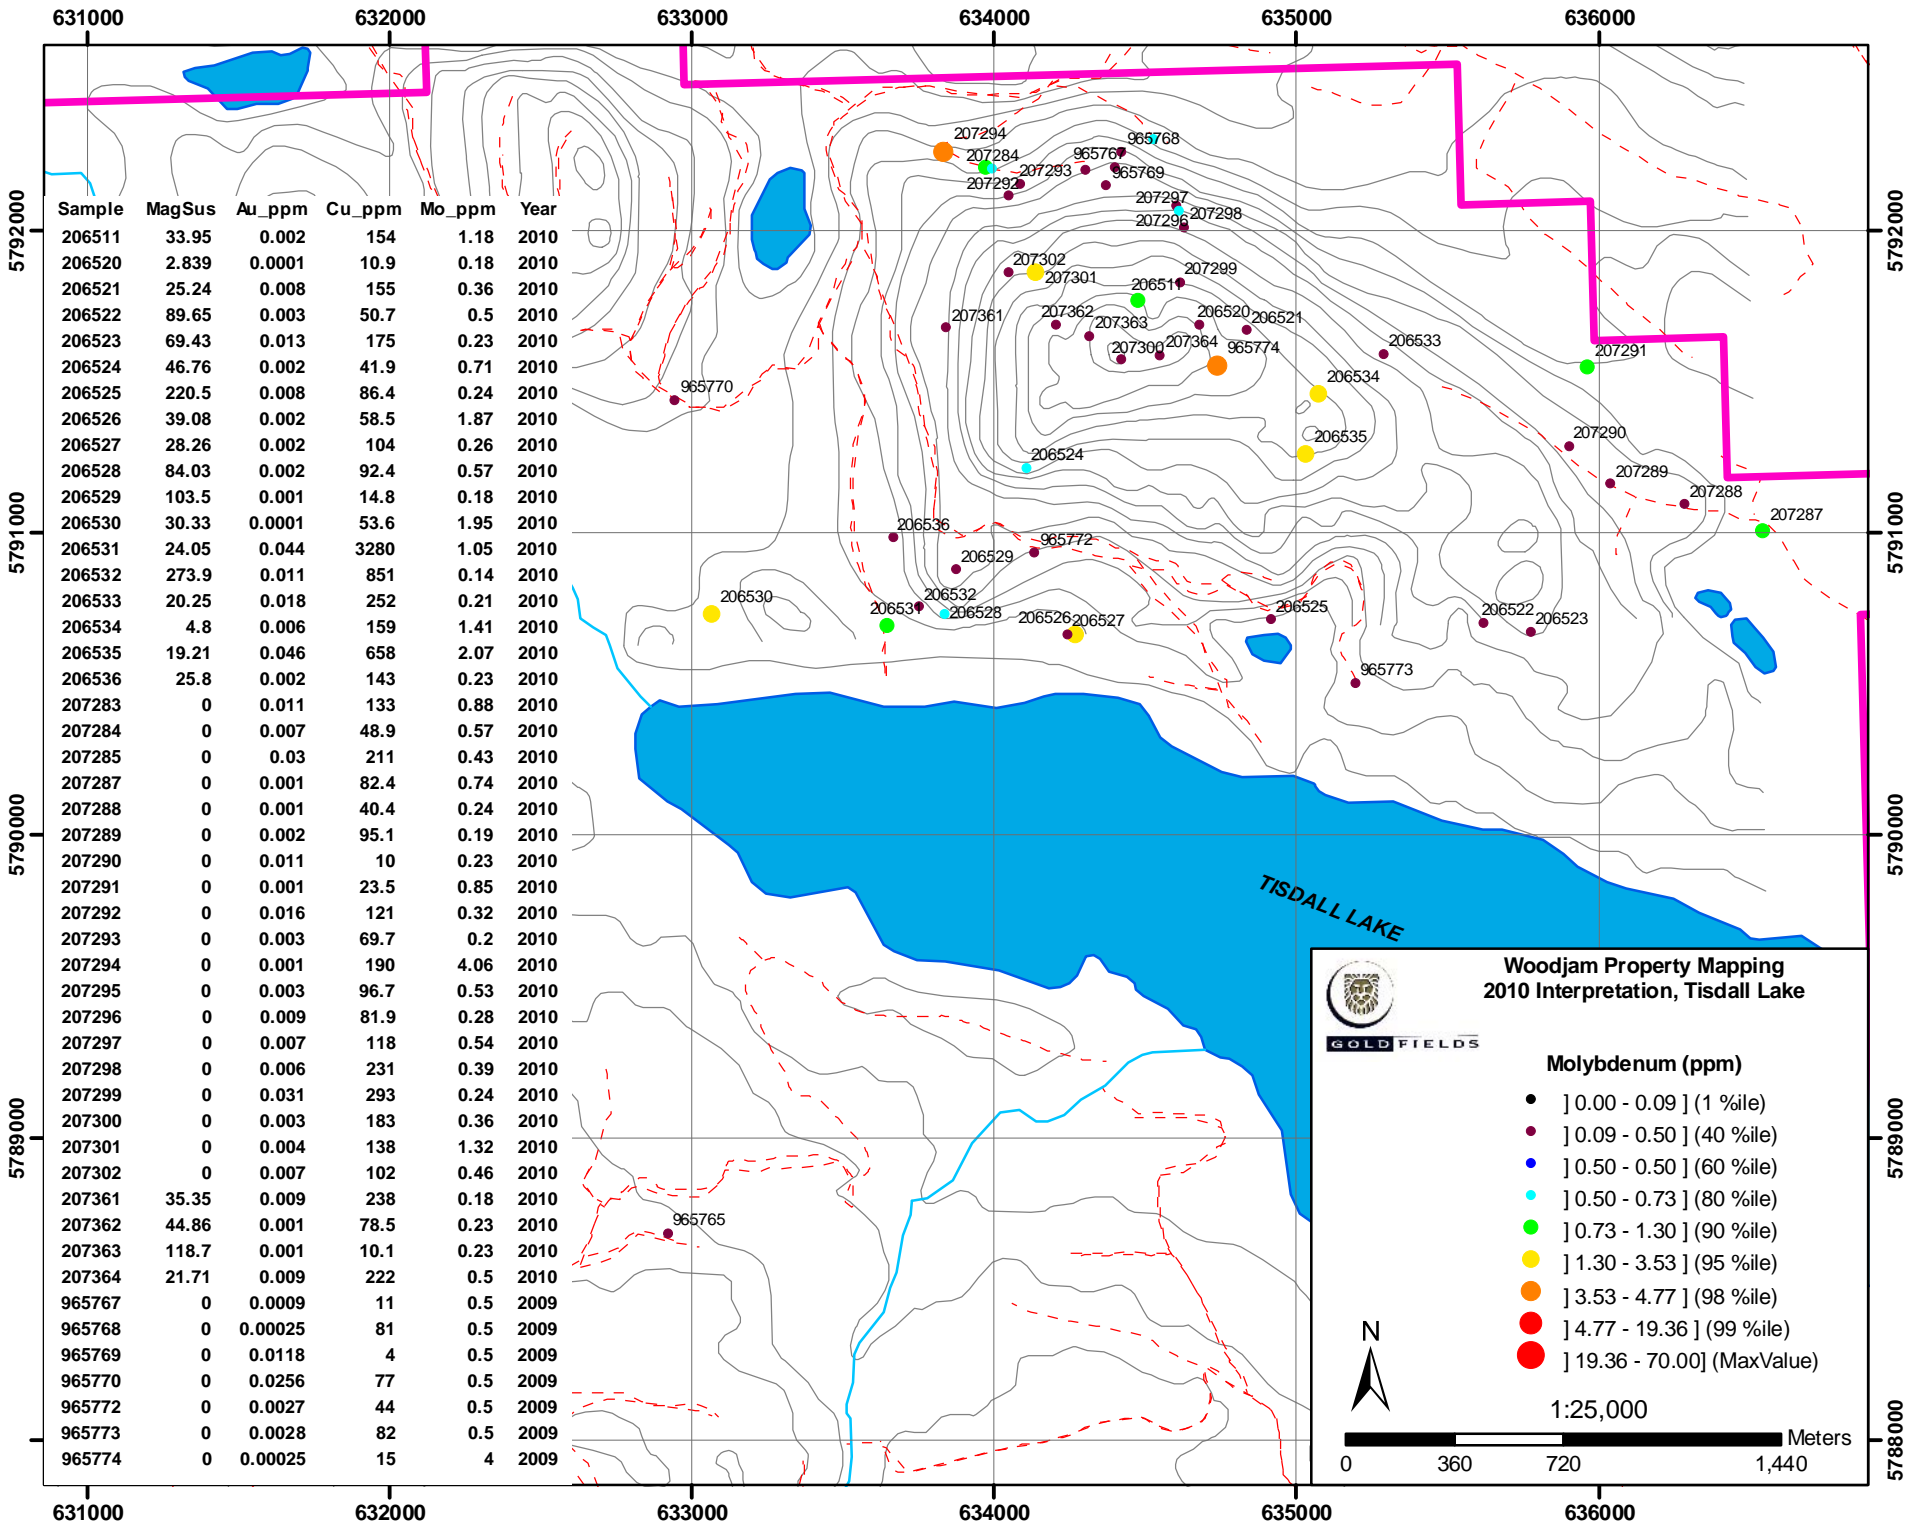 631000 632000 633000 634000 635000 636000
5792000 5791000 5790000 5789000
5792000 5791000 5790000 5789000 5788000
Sample MagSus Au_ppm Cu_ppm Mo_ppm Year
206511 33.95 0.002 154 1.18 2010
206520 2.839 0.0001 10.9 0.18 2010
206521 25.24 0.008 155 0.36 2010
206522 89.65 0.003 50.7 0.5 2010
206523 69.43 0.013 175 0.23 2010
206524 46.76 0.002 41.9 0.71 2010
206525 220.5 0.008 86.4 0.24 2010
206526 39.08 0.002 58.5 1.87 2010
206527 28.26 0.002 104 0.26 2010
206528 84.03 0.002 92.4 0.57 2010
206529 103.5 0.001 14.8 0.18 2010
206530 30.33 0.0001 53.6 1.95 2010
206531 24.05 0.044 3280 1.05 2010
206532 273.9 0.011 851 0.14 2010
206533 20.25 0.018 252 0.21 2010
206534 4.8 0.006 159 1.41 2010
206535 19.21 0.046 658 2.07 2010
206536 25.8 0.002 143 0.23 2010
207283 0 0.011 133 0.88 2010
207284 0 0.007 48.9 0.57 2010
207285 0 0.03 211 0.43 2010
207287 0 0.001 82.4 0.74 2010
207288 0 0.001 40.4 0.24 2010
207289 0 0.002 95.1 0.19 2010
207290 0 0.011 10 0.23 2010
207291 0 0.001 23.5 0.85 2010
207292 0 0.016 121 0.32 2010
207293 0 0.003 69.7 0.2 2010
207294 0 0.001 190 4.06 2010
207295 0 0.003 96.7 0.53 2010
207296 0 0.009 81.9 0.28 2010
207297 0 0.007 118 0.54 2010
207298 0 0.006 231 0.39 2010
207299 0 0.031 293 0.24 2010
207300 0 0.003 183 0.36 2010
207301 0 0.004 138 1.32 2010
207302 0 0.007 102 0.46 2010
207361 35.35 0.009 238 0.18 2010
207362 44.86 0.001 78.5 0.23 2010
207363 118.7 0.001 10.1 0.23 2010
207364 21.71 0.009 222 0.5 2010
965767 0 0.0009 11 0.5 2009
965768 0 0.00025 81 0.5 2009
965769 0 0.0118 4 0.5 2009
965770 0 0.0256 77 0.5 2009
965772 0 0.0027 44 0.5 2009
965773 0 0.0028 82 0.5 2009
965774 0 0.00025 15 4 2009
207294
965768
207284
965767
207293
965769
207292
207297
207298
207296
207302
207301
207299
206511
207361
207362
207363
206520
206521
207300
207364
965774
206533
207291
965770
206534
206535
207290
206524
207289
207288
207287
206536
965772
206529
206530
206532
206531
206528
206526
206527
206525
206522
206523
965773
965765
TISDALL LAKE
Woodjam Property Mapping
2010 Interpretation, Tisdall Lake
GOLD FIELDS
Molybdenum (ppm)
] 0.00 - 0.09 ] (1 %ile)
] 0.09 - 0.50 ] (40 %ile)
] 0.50 - 0.50 ] (60 %ile)
] 0.50 - 0.73 ] (80 %ile)
] 0.73 - 1.30 ] (90 %ile)
] 1.30 - 3.53 ] (95 %ile)
] 3.53 - 4.77 ] (98 %ile)
] 4.77 - 19.36 ] (99 %ile)
] 19.36 - 70.00] (MaxValue)
N
1:25,000
Meters
0 360 720 1,440
631000 632000 633000 634000 635000 636000